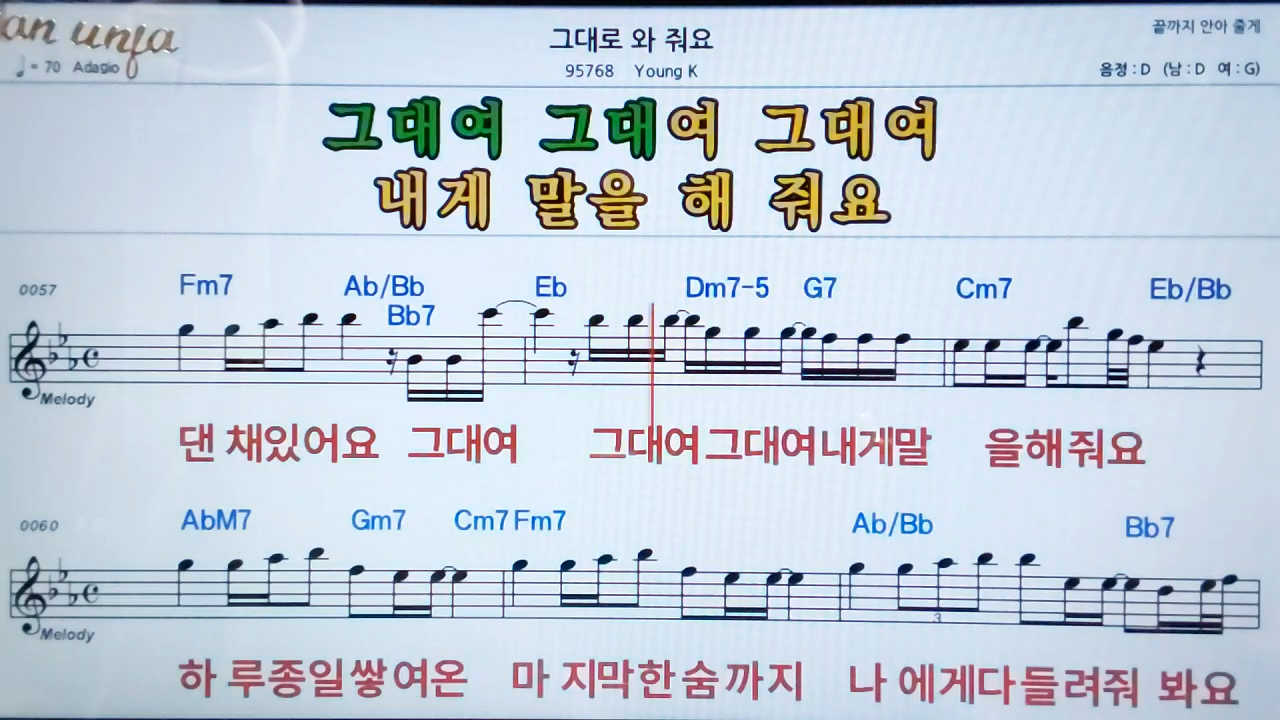 그대로 와 줘요
끝까지 안아 줄게
♩= 70 Adagio
95768 Young K
음정 : D (남 : D 여 : G)
그대여 그대여 그대여
내게 말을 해 줘요
0057 Fm7 Ab/Bb Eb Dm7-5 G7 Cm7 Eb/Bb
Bb7
Melody
댄 채있어요 그대여 그대여그대여내게말 을해줘요
0060 AbM7 Gm7 Cm7 Fm7 Ab/Bb Bb7
3
Melody
하 루종일쌓여온 마 지막한숨까지 나 에게다들려줘 봐요